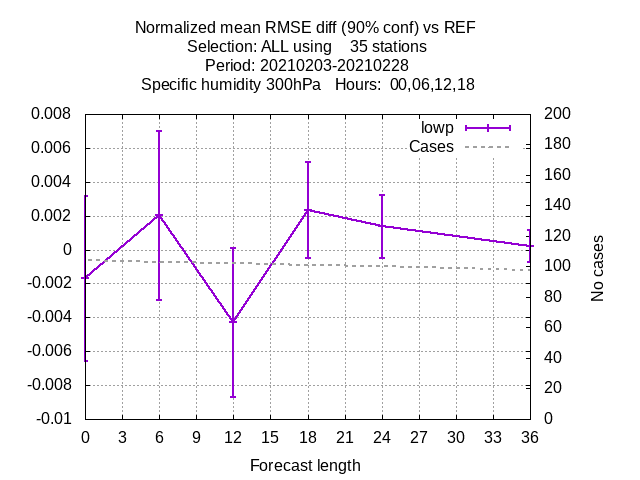 Normalized mean RMSE diff (90% conf) vs REF
Selection: ALL using    35 stations
Period: 20210203-20210228
Specific humidity 300hPa   Hours:  00,06,12,18
0.008
0.006
0.004
0.002
0
-0.002
-0.004
-0.006
-0.008
-0.01
lowp
Cases
200
180
160
140
120
100
80
60
40
20
0
No cases
0 3 6 9 12 15 18 21 24 27 30 33 36
Forecast length